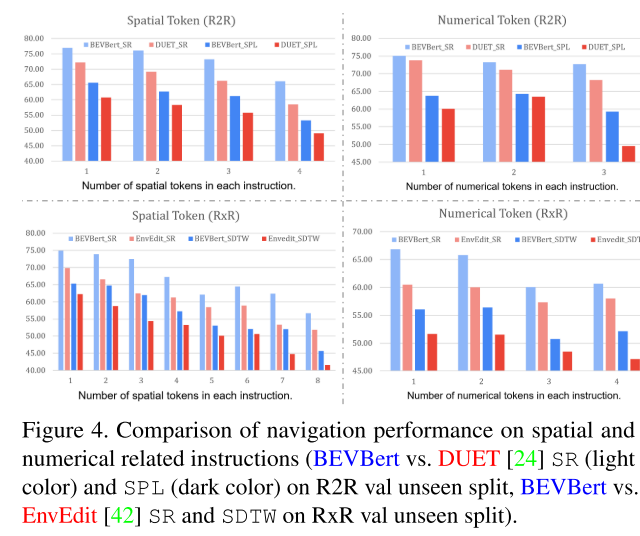 Spatial Token (R2R)
BEVBert_SR DUET_SR BEVBert_SPL DUET_SPL
80.00
75.00
70.00
65.00
60.00
55.00
50.00
45.00
40.00
1 2 3 4
Number of spatial tokens in each instruction.
Numerical Token (R2R)
BEVBert_SR DUET_SR BEVBert_SPL DUET_SPL
75.00
70.00
65.00
60.00
55.00
50.00
45.00
1 2 3
Number of numerical tokens in each instruction.
Spatial Token (RxR)
BEVBert_SR EnvEdit_SR BEVBert_SDTW Envedit_SDTW
80.00
75.00
70.00
65.00
60.00
55.00
50.00
45.00
40.00
1 2 3 4 5 6 7 8
Number of spatial tokens in each instruction.
Numerical Token (RxR)
BEVBert_SR EnvEdit_SR BEVBert_SDTW Envedit_SDT
70.00
65.00
60.00
55.00
50.00
45.00
1 2 3 4
Number of numerical tokens in each instruction.
Figure 4. Comparison of navigation performance on spatial and
numerical related instructions (BEVBert vs. DUET [24] SR (light
color) and SPL (dark color) on R2R val unseen split, BEVBert vs.
EnvEdit [42] SR and SDTW on RxR val unseen split).